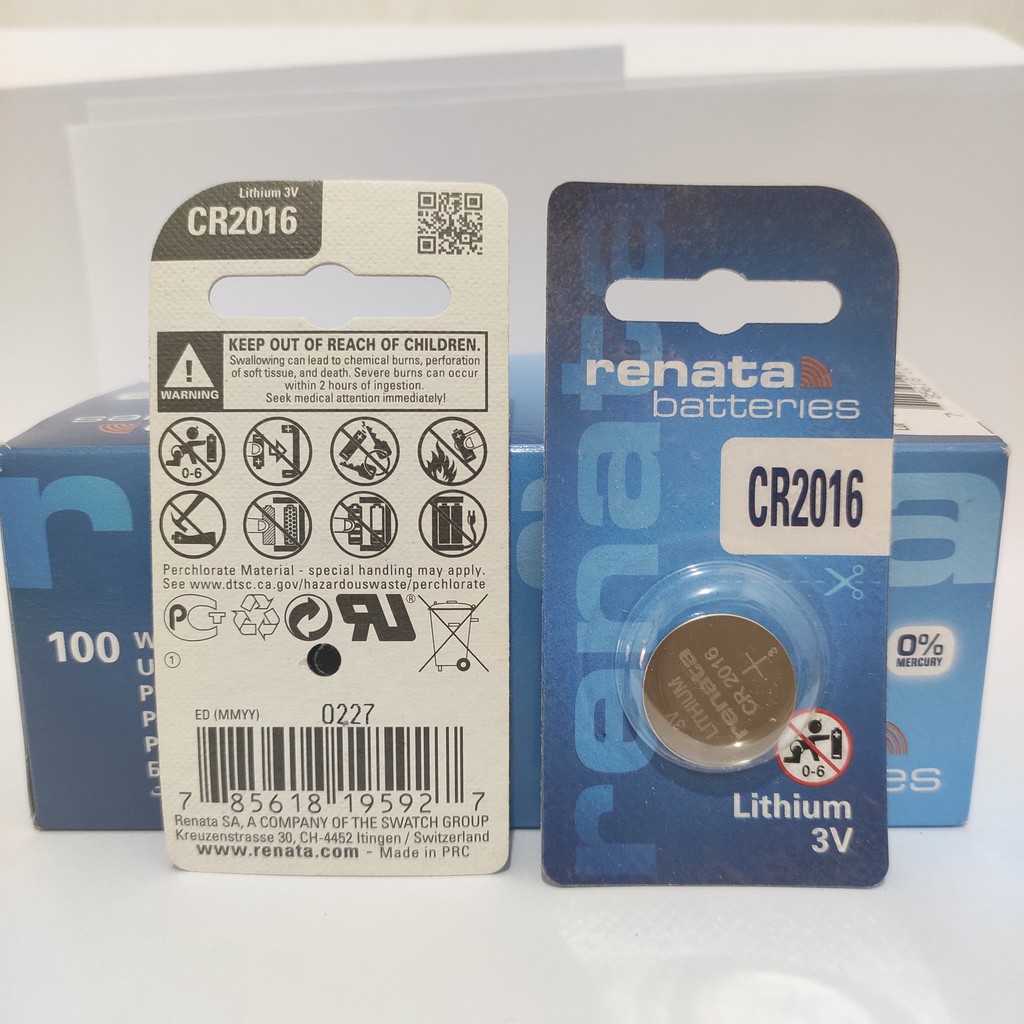 Lithium 3V
CR2016
KEEP OUT OF REACH OF CHILDREN.
Swallowing can lead to chemical burns, perforation
of soft tissue, and death. Severe burns can occur
within 2 hours of ingestion.
Seek medical attention immediately!
WARNING
0-6
Perchlorate Material - special handling may apply.
See www.dtsc.ca.gov/hazardouswaste/perchlorate
®
1
ED (MMYY)
0227
7 85618 19592 7
Renata SA, A COMPANY OF THE SWATCH GROUP
Kreuzenstrasse 30, CH-4452 Itingen / Switzerland
www.renata.com - Made in PRC
renata
renata
batteries
CR2016
3
+
CR 2016
renata
LITHIUM
3V
0-6
Lithium
3V
100
0%
MERCURY